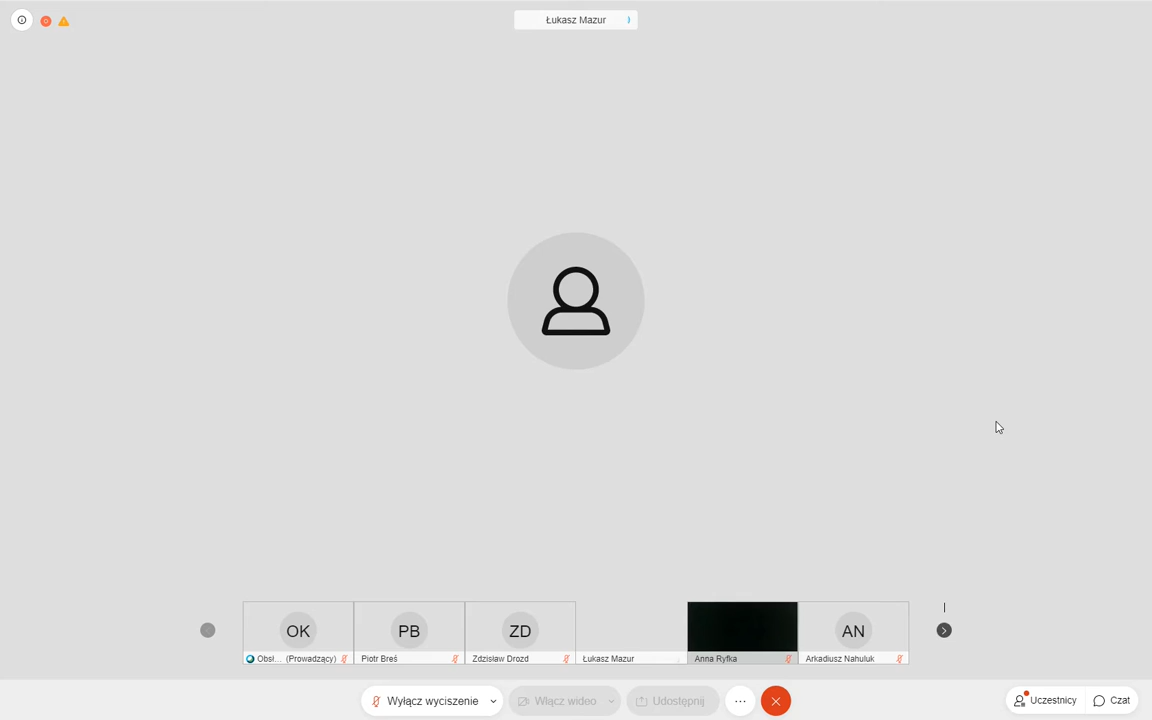 Łukasz Mazur
OK
PB
ZD
AN
Obsł... (Prowadzący)
Piotr Breś
Zdzisław Drozd
Łukasz Mazur
Anna Ryfka
Arkadiusz Nahuluk
Wyłącz wyciszenie
Włącz wideo
Udostępnij
Uczestnicy
Czat